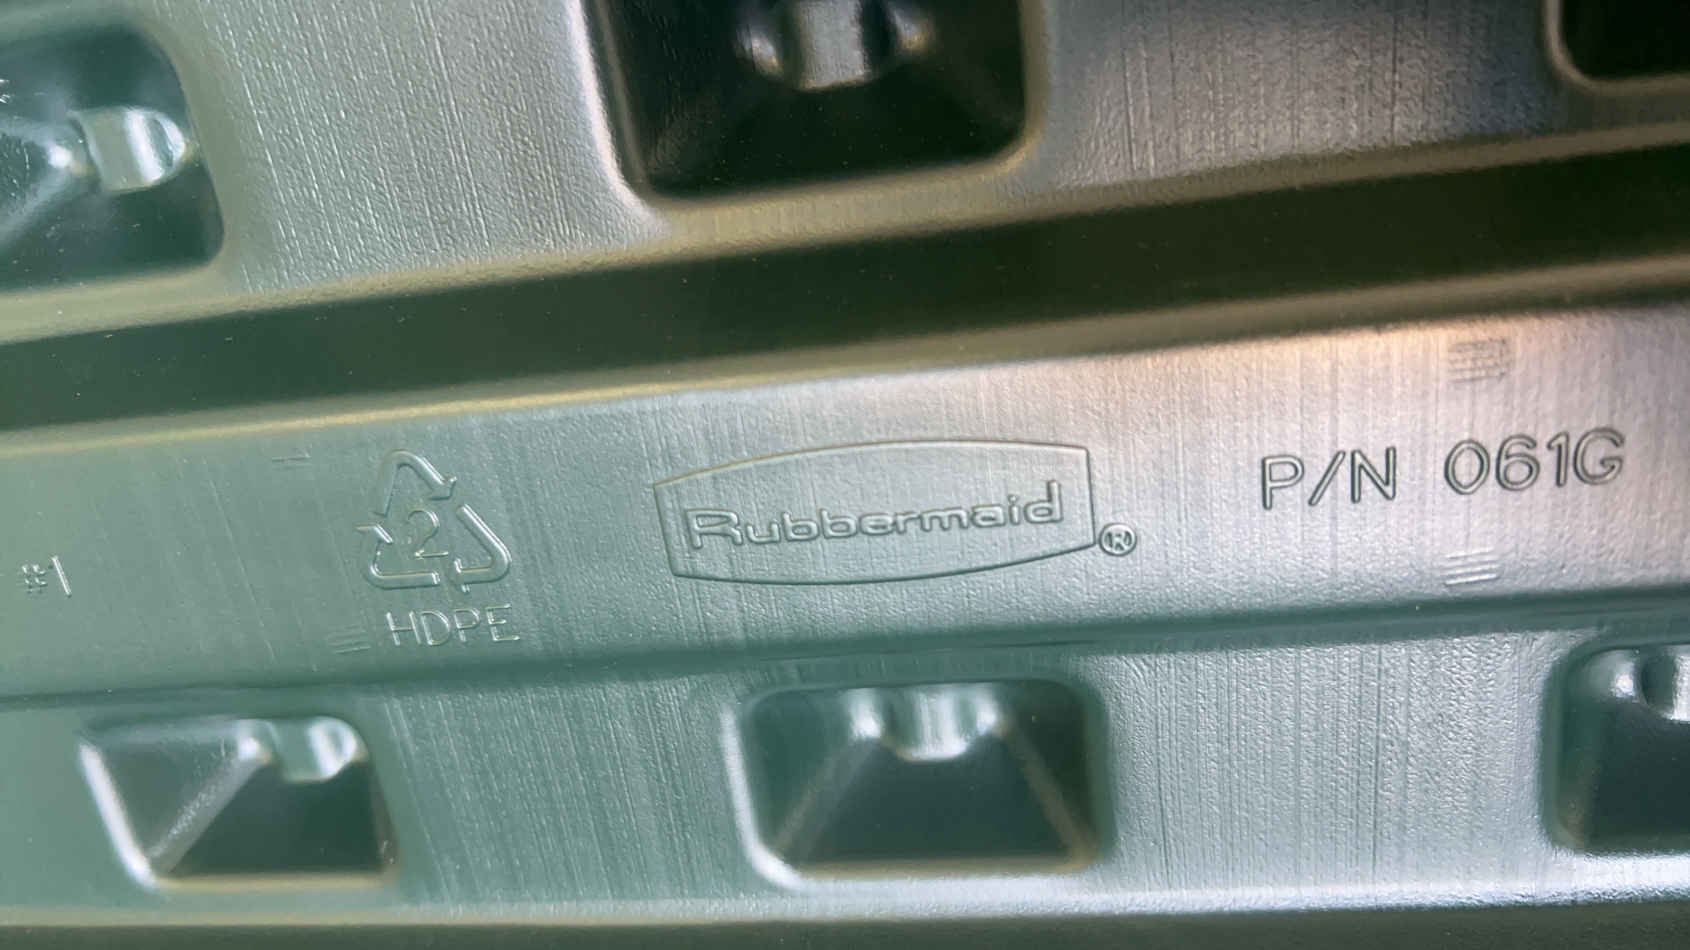 #1
2
HDPE
Rubbermaid®
P/N 061G